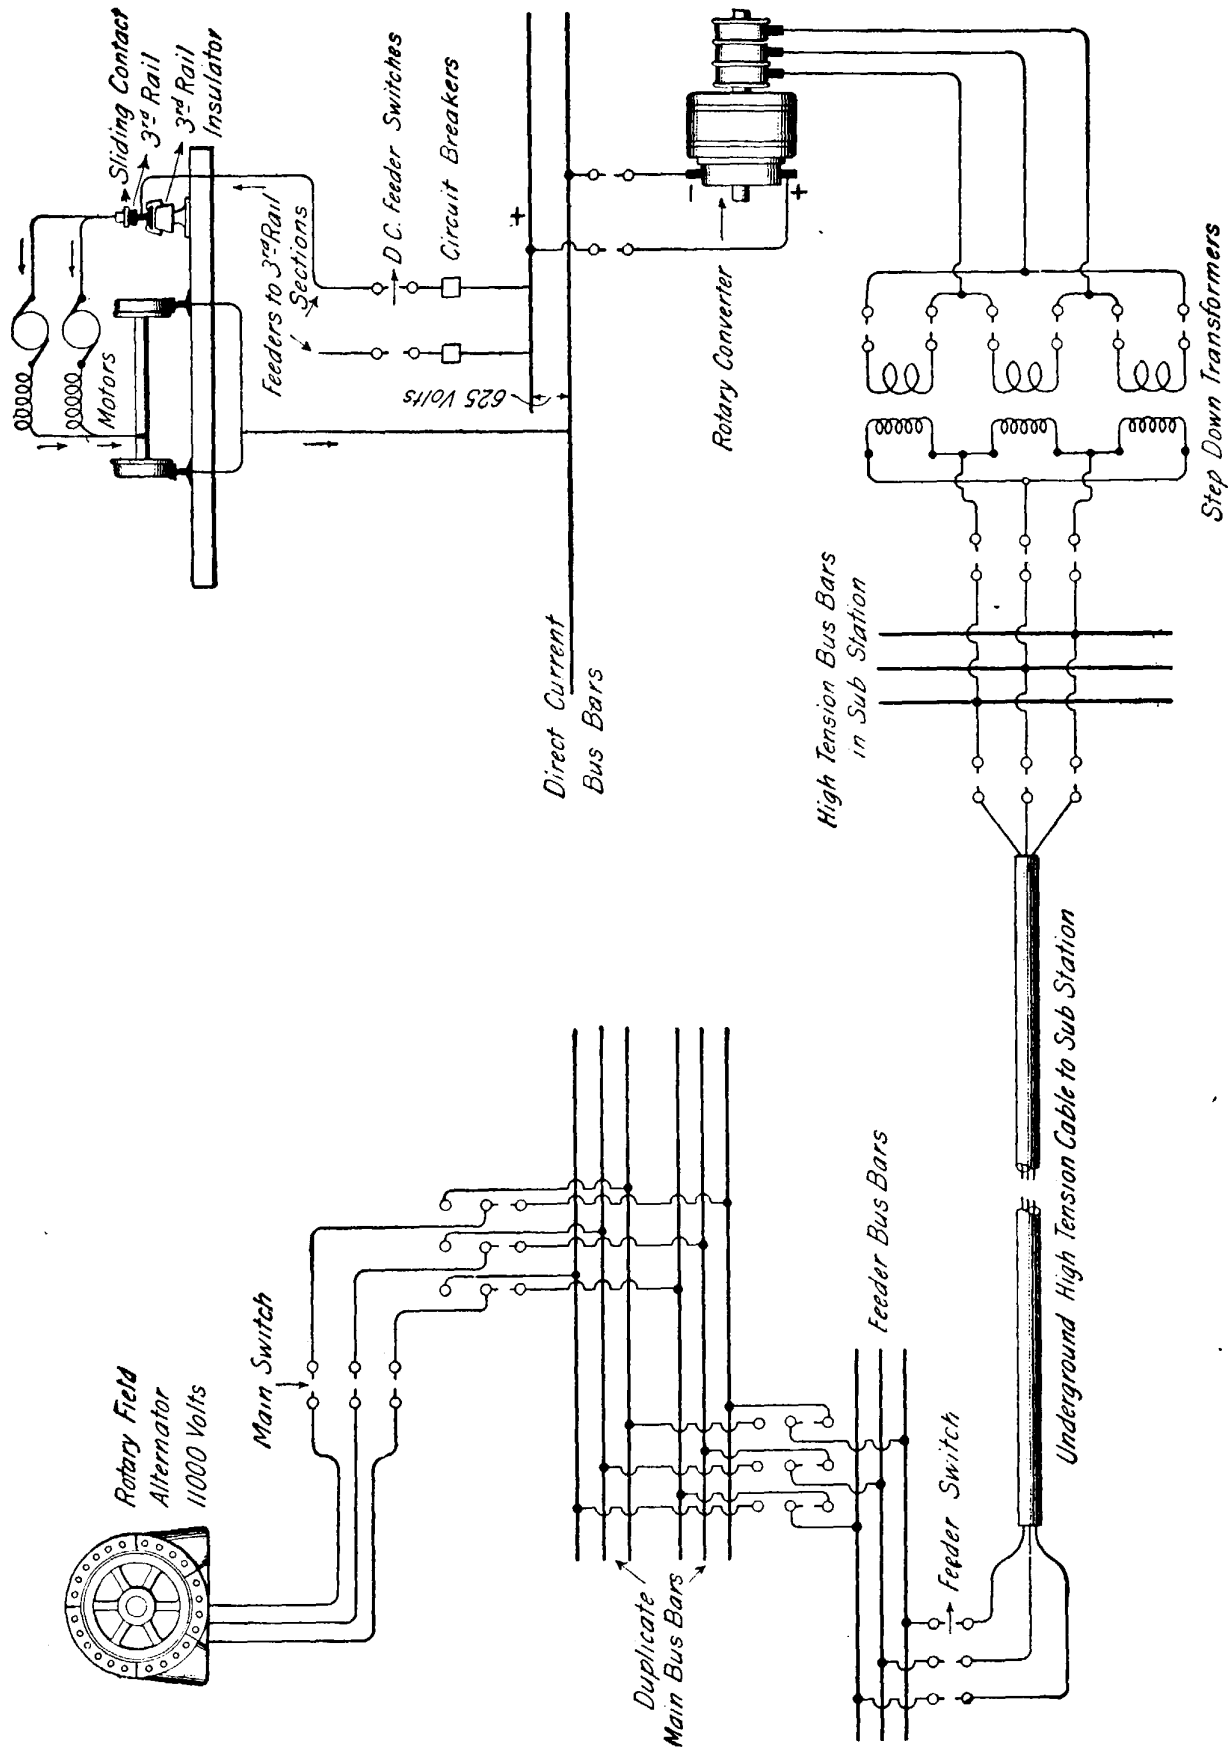 Rotary Field
Alternator
11000 Volts
Main Switch
Duplicate
Main Bus Bars
Feeder Bus Bars
Feeder Switch
Underground High Tension Cable to Sub Station
High Tension Bus Bars
in Sub Station
Step Down Transformers
Rotary Converter
- +
Direct Current
Bus Bars
625 Volts
+
Feeders to 3rd Rail
Sections
D.C. Feeder Switches
Circuit Breakers
Motors
Sliding Contact
3rd Rail
3rd Rail
Insulator